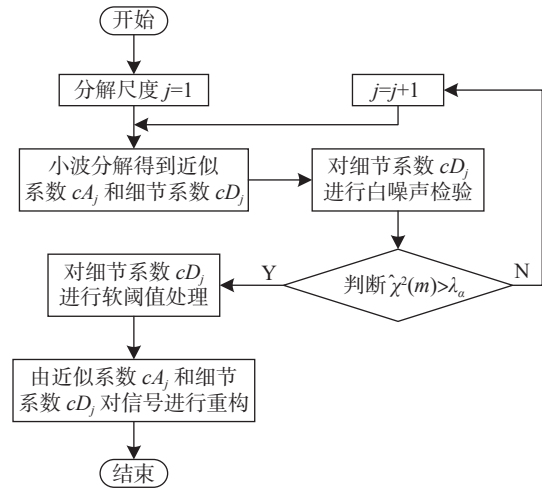 开始
分解尺度 j=1
j=j+1
小波分解得到近似
系数 cAⱼ 和细节系数 cDⱼ
对细节系数 cDⱼ
进行白噪声检验
判断 χ̂²(m)>λₐ
Y
N
对细节系数 cDⱼ
进行软阈值处理
由近似系数 cAⱼ 和细节
系数 cDⱼ 对信号进行重构
结束